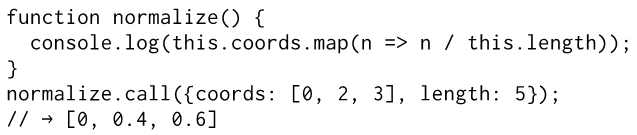 function normalize() {
  console.log(this.coords.map(n => n / this.length));
}
normalize.call({coords: [0, 2, 3], length: 5});
// → [0, 0.4, 0.6]